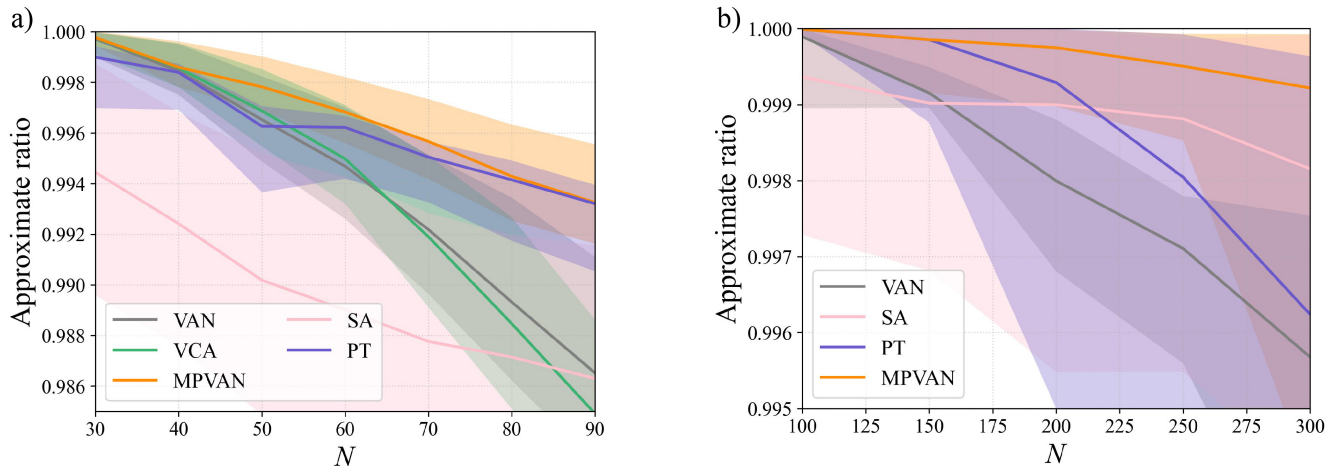 a)
1.000
0.998
0.996
0.994
0.992
0.990
0.988
0.986
Approximate ratio
VAN
VCA
MPVAN
SA
PT
30 40 50 60 70 80 90
N
b)
1.000
0.999
0.998
0.997
0.996
0.995
Approximate ratio
VAN
SA
PT
MPVAN
100 125 150 175 200 225 250 275 300
N